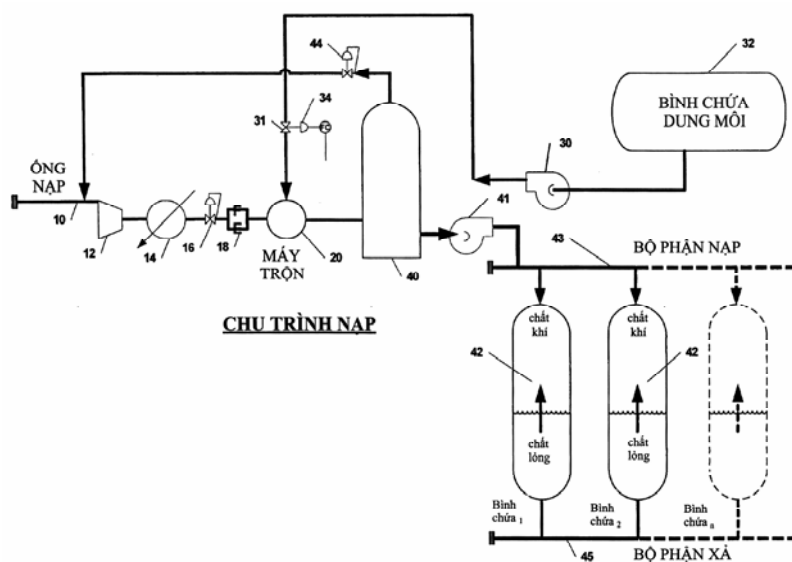 44
32
34
31
FC
BÌNH CHỨA
DUNG MÔI
30
ỐNG
NẠP
41
10
12
14
16
18
MÁY
TRỘN
20
40
43
BỘ PHẬN NẠP
CHU TRÌNH NẠP
chất
khí
chất
khí
42
42
chất
lỏng
chất
lỏng
Bình
chứa 1
Bình
chứa 2
Bình
chứa n
45
BỘ PHẬN XẢ